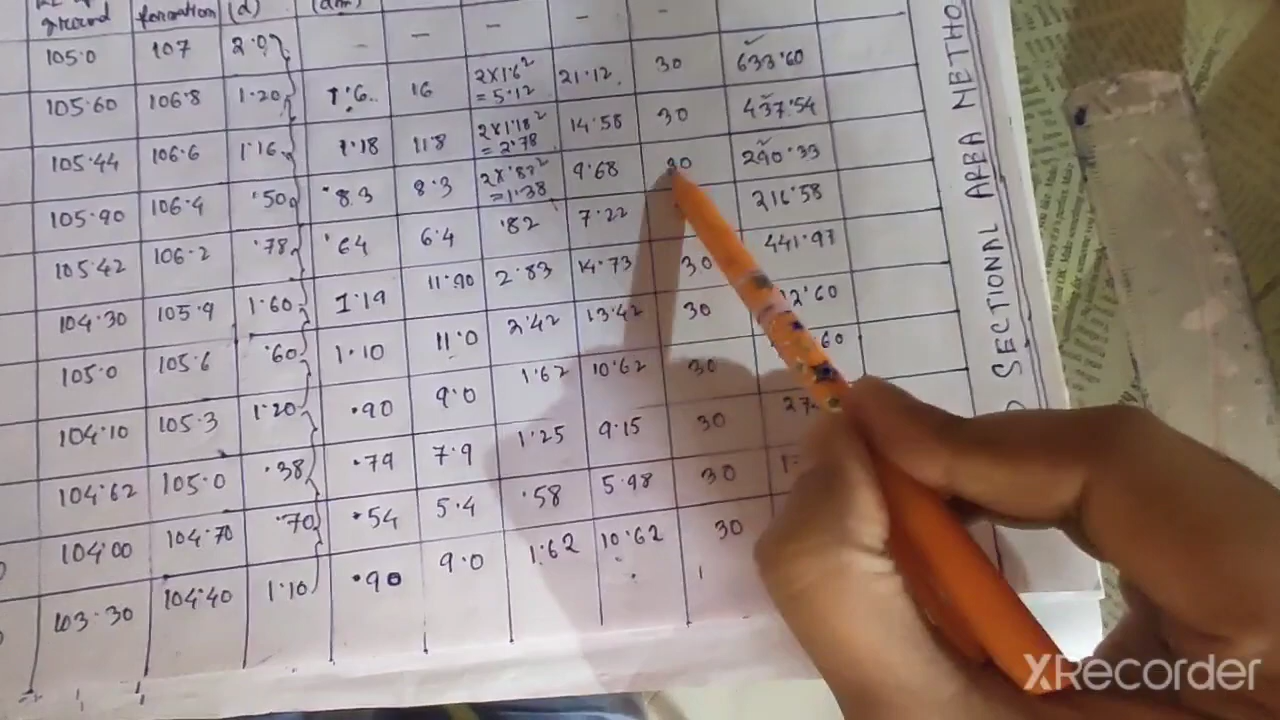 ground formation (d)
105.0 107 2.0 - - - - -
105.60 106.8 1.20 1.6 16 2×1.6² 21.12 30 633.60
= 5.12
105.44 106.6 1.16 1.18 11.8 2×1.18² 14.58 30 437.54
= 2.78
105.90 106.4 .50 .83 8.3 9.68 30 290.33
= 1.38
105.42 106.2 .78 .64 6.4 .82 7.22 216.58
104.30 105.9 1.60 1.19 11.90 2.83 14.73 30
105.0 105.6 .60 1.10 11.0 2.42 13.42 30
104.10 105.3 1.20 .90 9.0 1.62 10.62 30
104.62 105.0 .38 .79 7.9 1.25 9.15 30
104.00 104.70 .70 .54 5.4 .58 5.98 30
103.30 104.40 1.10 .90 9.0 1.62 10.62 30
SECTIONAL AREA
XRecorder